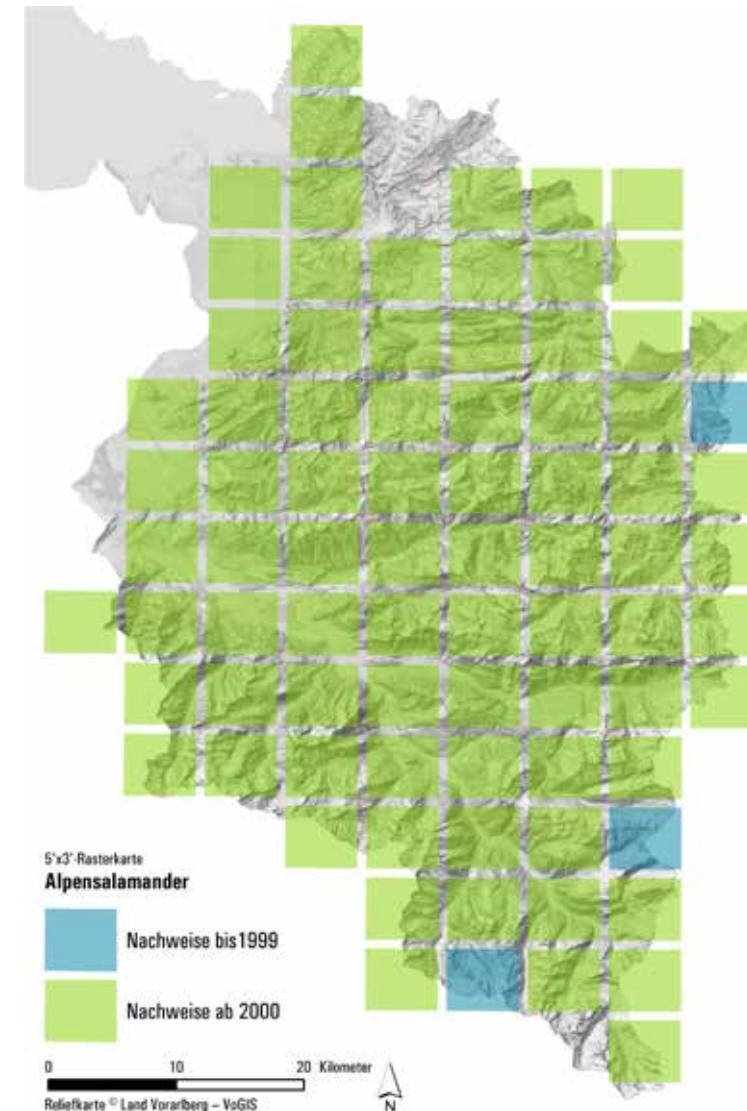 5'x3'-Rasterkarte
Alpensalamander
Nachweise bis1999
Nachweise ab 2000
0 10 20 Kilometer
Reliefkarte © Land Vorarlberg – VoGIS
N